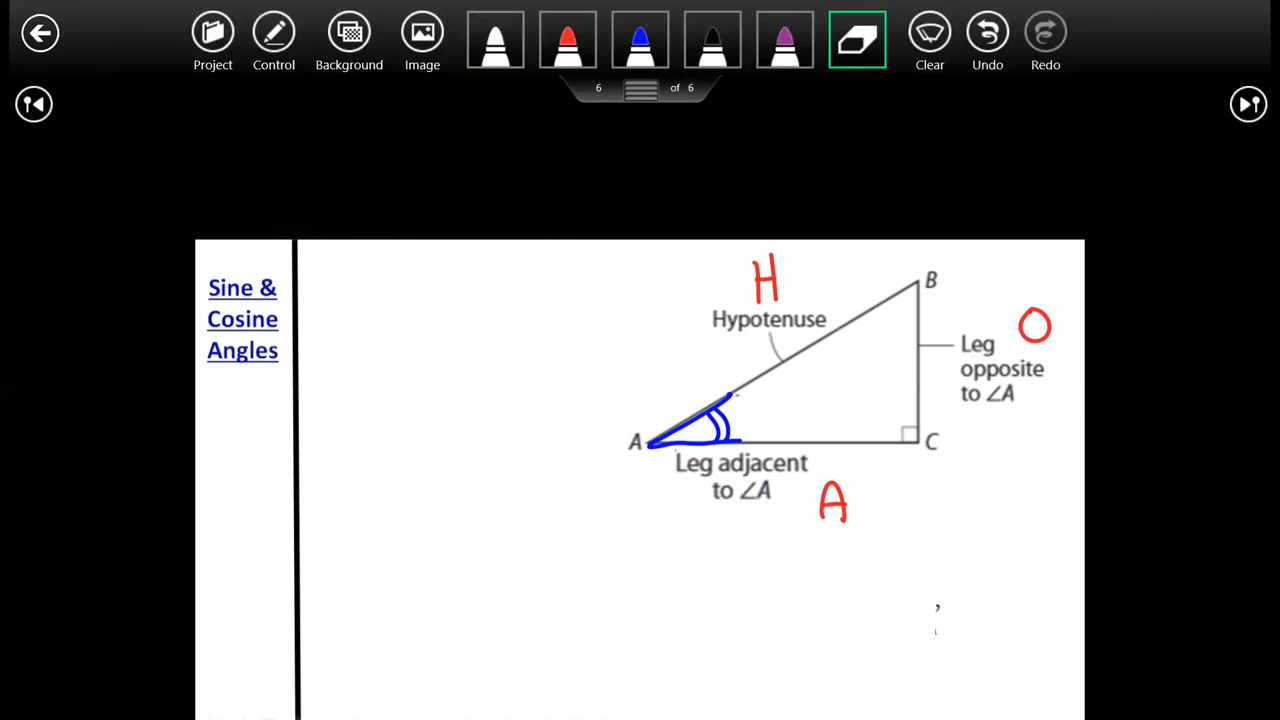 Project Control Background Image Clear Undo Redo
6 of 6
Sine &
Cosine
Angles
H
Hypotenuse
B
O
Leg
opposite
to ∠A
A
C
Leg adjacent
to ∠A
A